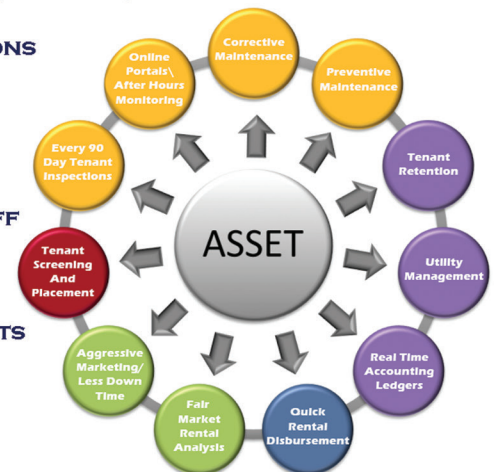 ONS
FF
TS
Corrective
Maintenance
Preventive
Maintenance
Tenant
Retention
Utility
Management
Real Time
Accounting
Ledgers
Quick
Rental
Disbursement
Fair
Market
Rental
Analysis
Aggressive
Marketing/
Less Down
Time
Tenant
Screening
And
Placement
Every 90
Day Tenant
Inspections
Online
Portals\
After Hours
Monitoring
ASSET